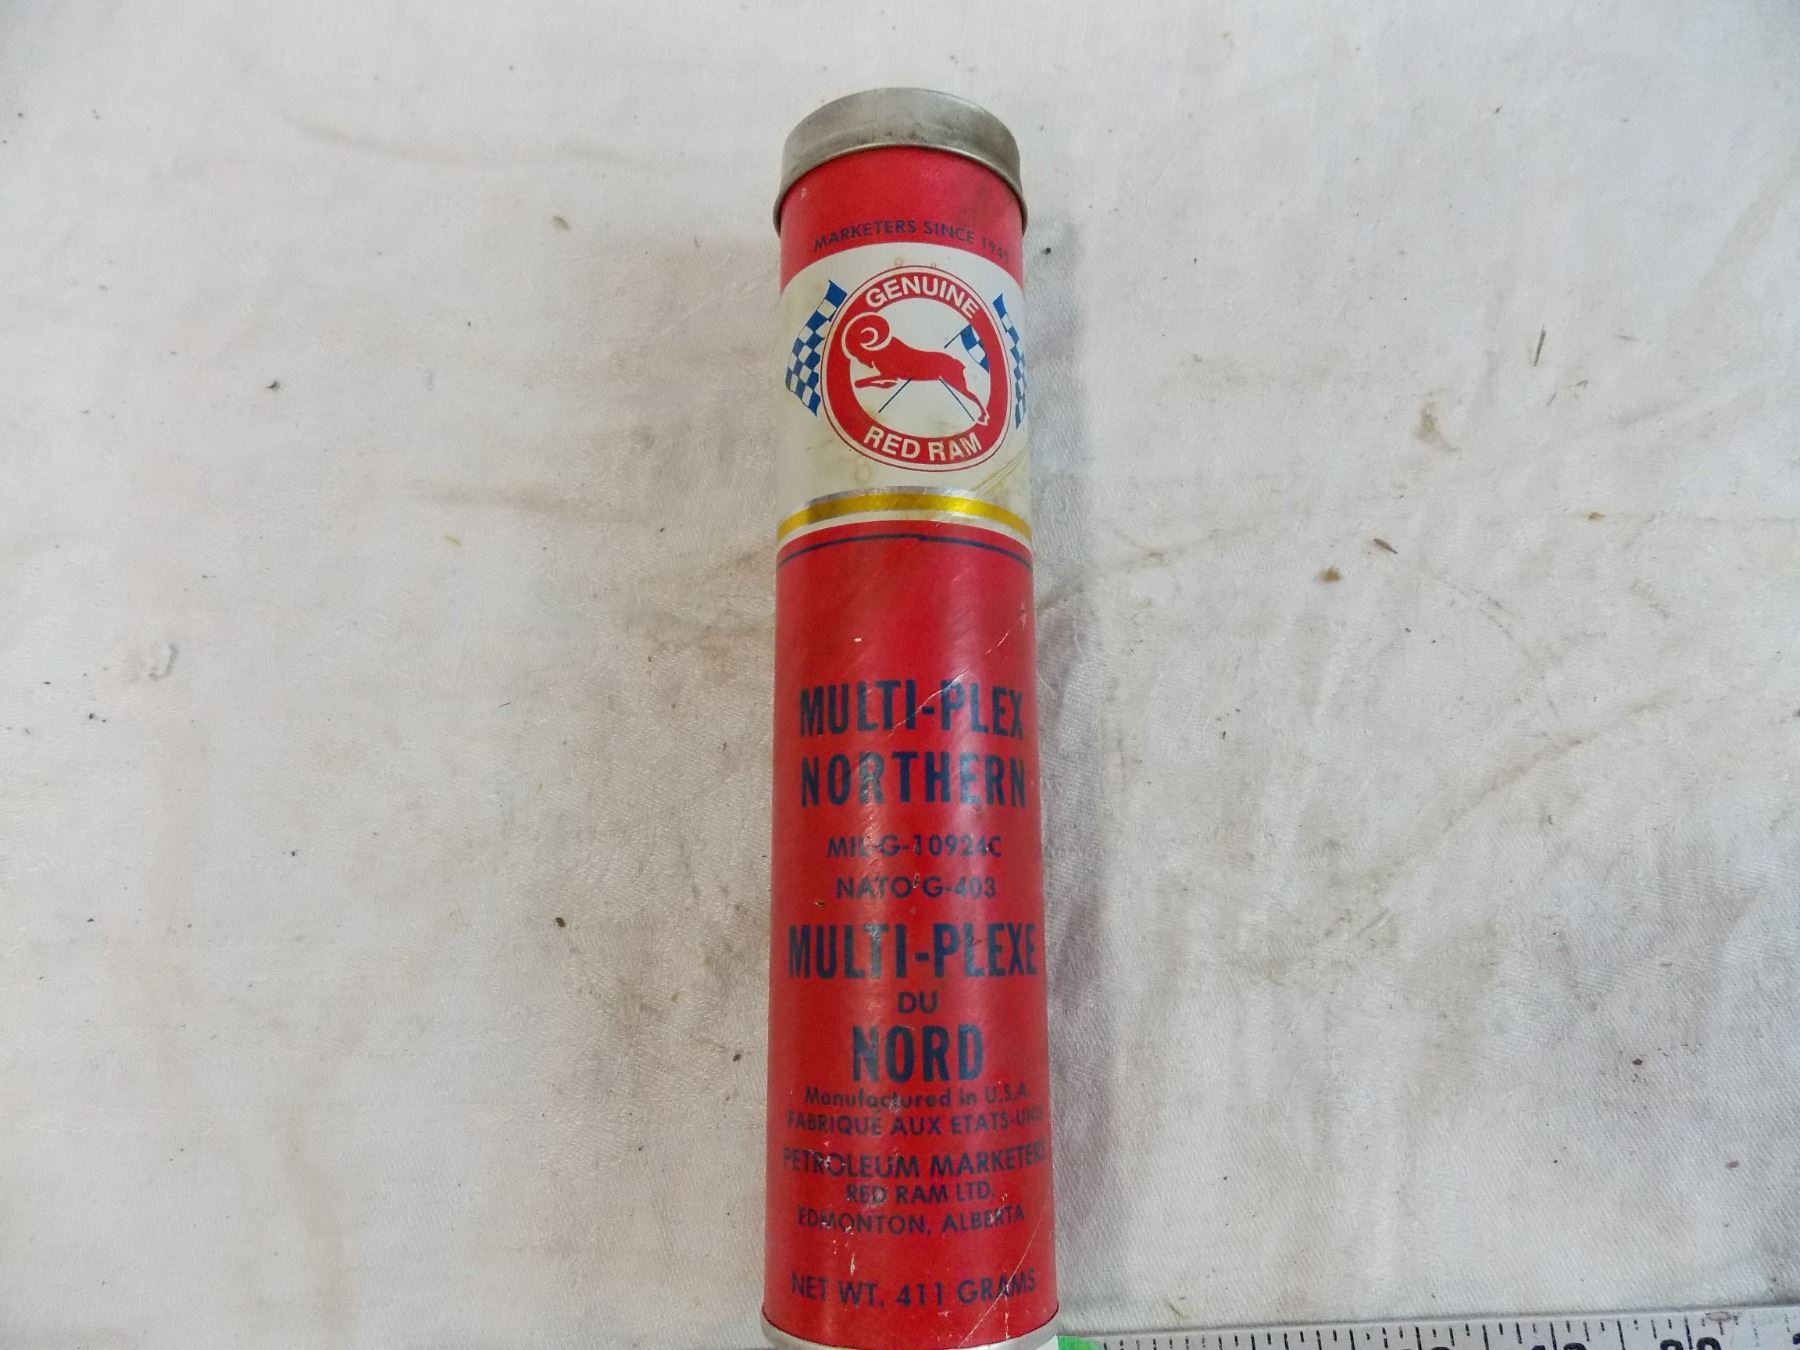 MARKETERS SINCE
GENUINE
RED RAM
MULTI-PLEX
NORTHERN
MIL-G-10924C
NATO G-403
MULTI-PLEXE
DU
NORD
Manufactured in U.S.A.
FABRIQUÉ AUX ETATS-UNIS
PETROLEUM MARKETERS
RED RAM LTD.
EDMONTON, ALBERTA
NET WT. 411 GRAMS